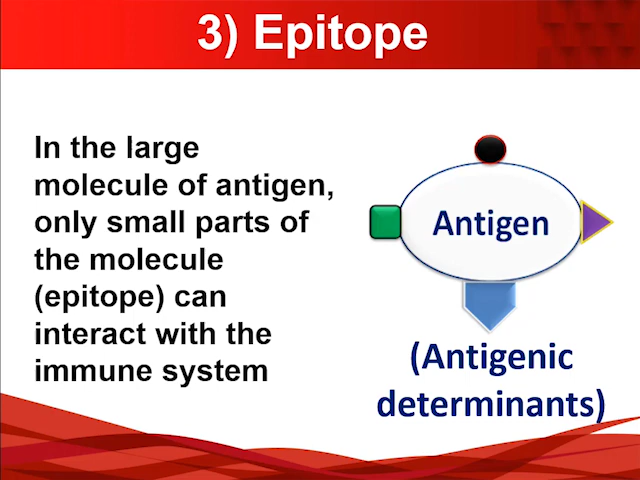 3) Epitope
In the large
molecule of antigen,
only small parts of
the molecule
(epitope) can
interact with the
immune system
Antigen
(Antigenic
determinants)